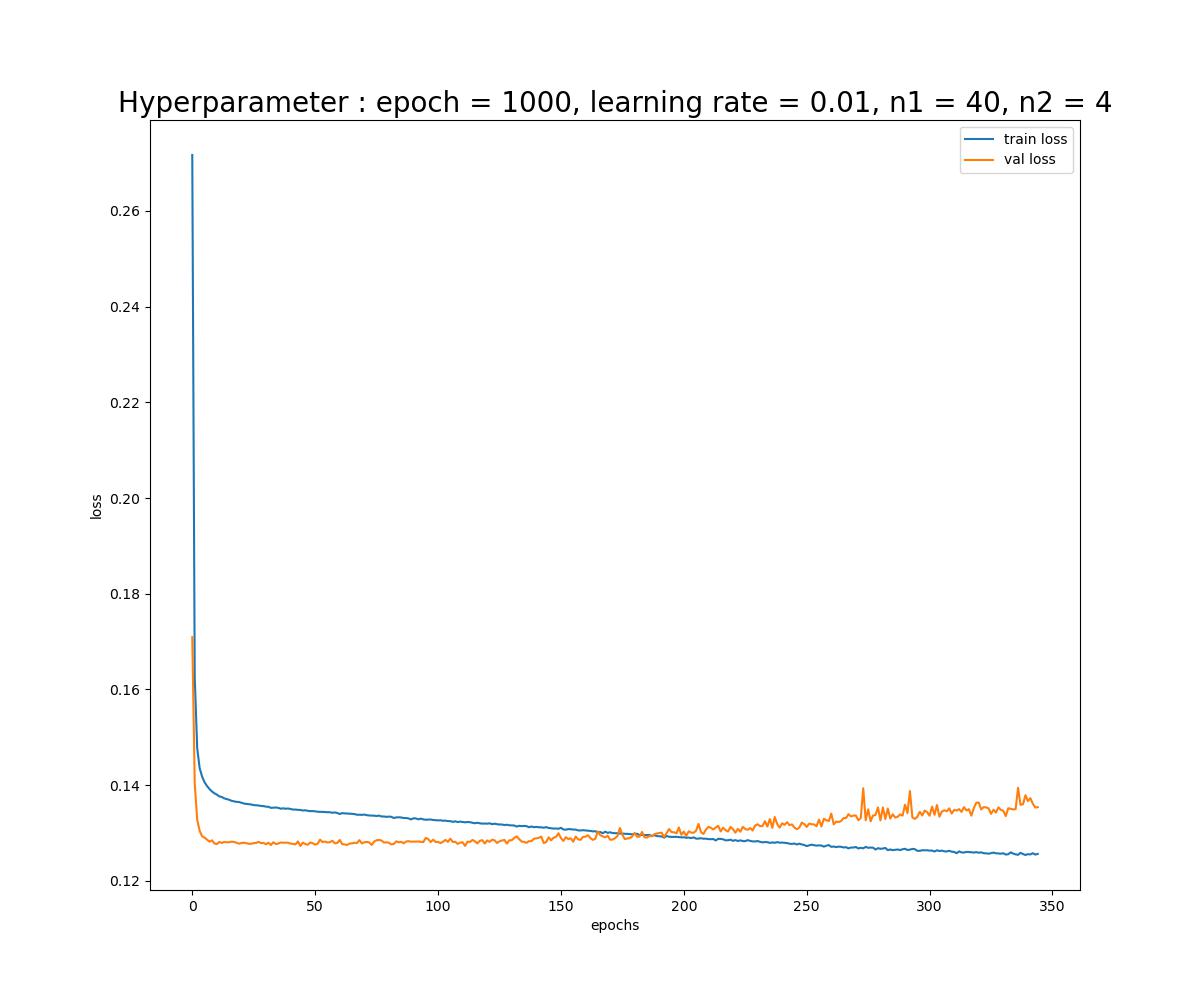 Hyperparameter : epoch = 1000, learning rate = 0.01, n1 = 40, n2 = 4
train loss
val loss
0.26
0.24
0.22
0.20
0.18
0.16
0.14
0.12
loss
0 50 100 150 200 250 300 350
epochs